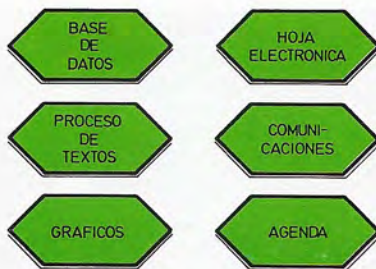 BASE
DE
DATOS
HOJA
ELECTRONICA
PROCESO
DE
TEXTOS
COMUNI-
CACIONES
GRAFICOS
AGENDA